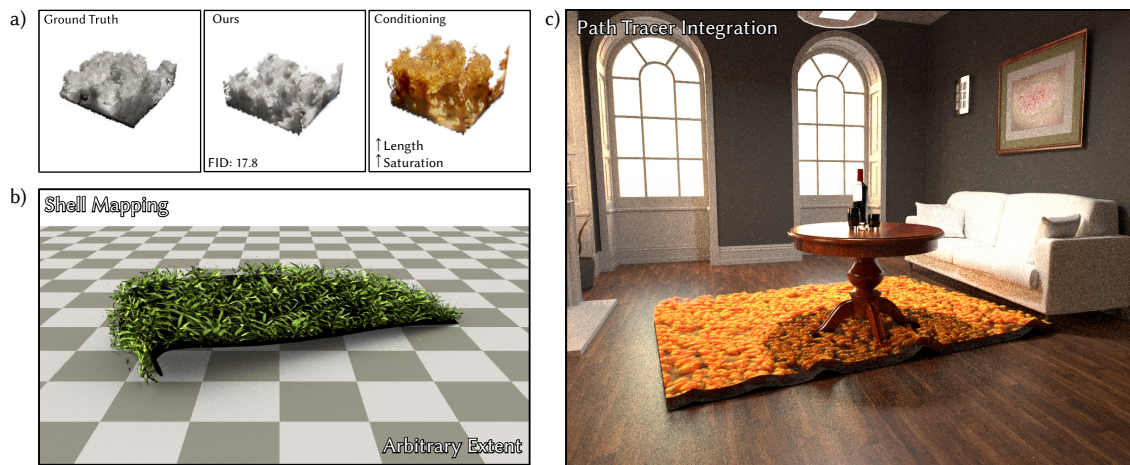 a)
Ground Truth
Ours
FID: 17.8
Conditioning
↑ Length
↑ Saturation
b)
Shell Mapping
Arbitrary Extent
c)
Path Tracer Integration